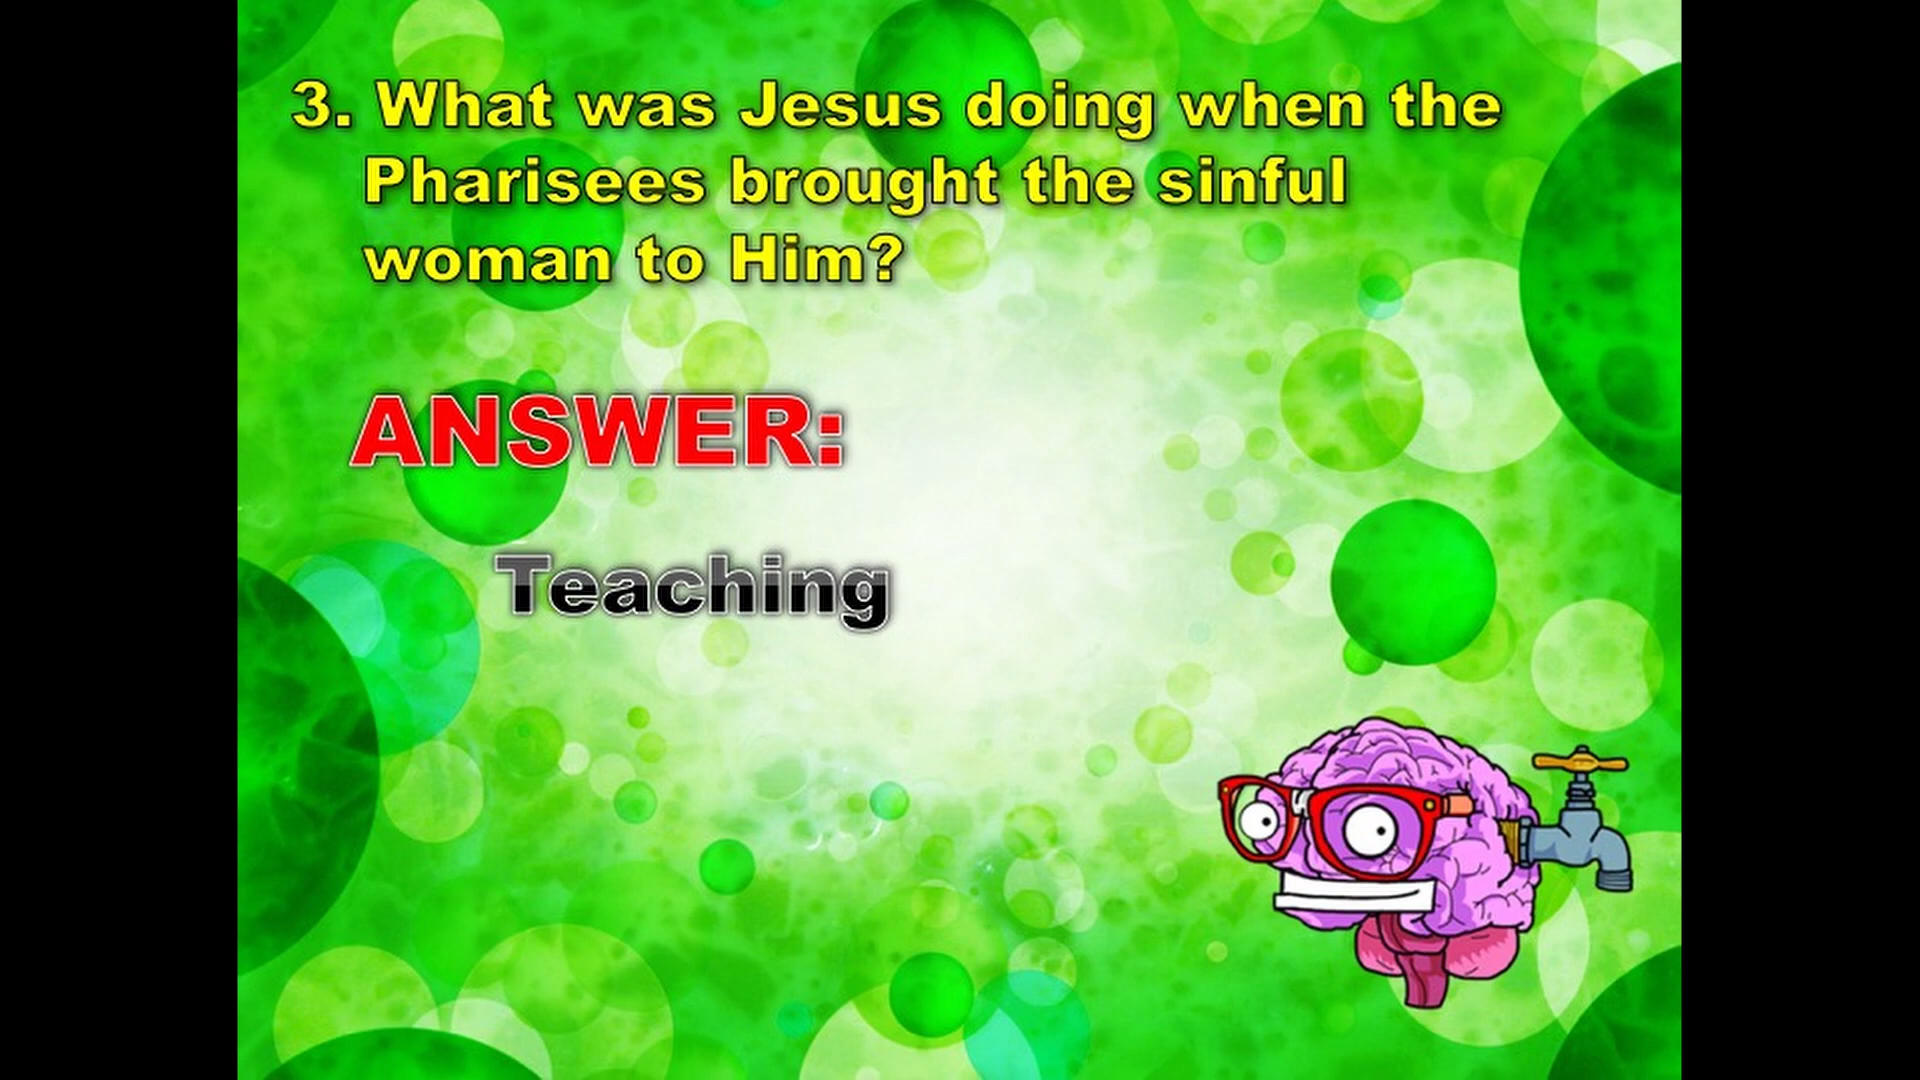 3. What was Jesus doing when the
Pharisees brought the sinful
woman to Him?
ANSWER:
Teaching